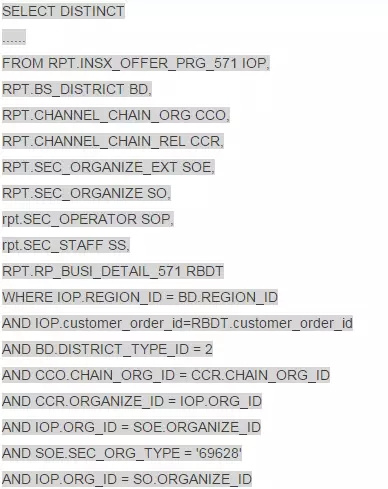 SELECT DISTINCT
......
FROM RPT.INSX_OFFER_PRG_571 IOP,
RPT.BS_DISTRICT BD,
RPT.CHANNEL_CHAIN_ORG CCO,
RPT.CHANNEL_CHAIN_REL CCR,
RPT.SEC_ORGANIZE_EXT SOE,
RPT.SEC_ORGANIZE SO,
rpt.SEC_OPERATOR SOP,
rpt.SEC_STAFF SS,
RPT.RP_BUSI_DETAIL_571 RBDT
WHERE IOP.REGION_ID = BD.REGION_ID
AND IOP.customer_order_id=RBDT.customer_order_id
AND BD.DISTRICT_TYPE_ID = 2
AND CCO.CHAIN_ORG_ID = CCR.CHAIN_ORG_ID
AND CCR.ORGANIZE_ID = IOP.ORG_ID
AND IOP.ORG_ID = SOE.ORGANIZE_ID
AND SOE.SEC_ORG_TYPE = '69628'
AND IOP.ORG_ID = SO.ORGANIZE_ID